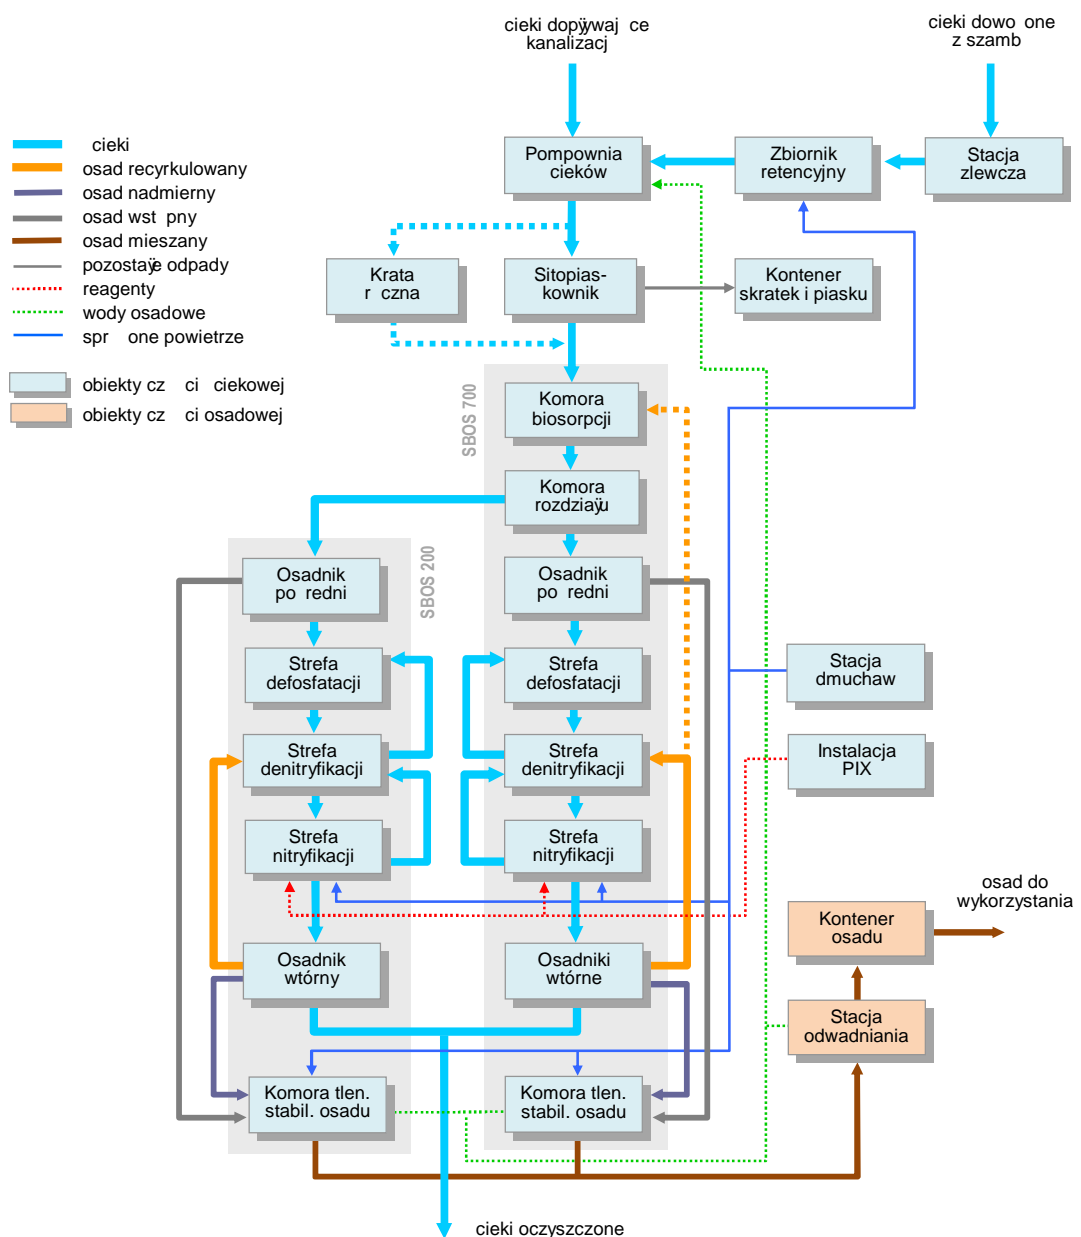 cieki dopływaj ce
kanalizacj
cieki dowo one
z szamb
cieki
osad recyrkulowany
osad nadmierny
osad wst pny
osad mieszany
pozostałe odpady
reagenty
wody osadowe
spr one powietrze
obiekty cz ci ciekowej
obiekty cz ci osadowej
Pompownia
cieków
Zbiornik
retencyjny
Stacja
zlewcza
Krata
r czna
Sitopias-
kownik
Kontener
skratek i piasku
SBOS 700
Komora
biosorpcji
Komora
rozdziału
SBOS 200
Osadnik
po redni
Osadnik
po redni
Strefa
defosfatacji
Strefa
defosfatacji
Stacja
dmuchaw
Strefa
denitryfikacji
Strefa
denitryfikacji
Instalacja
PIX
Strefa
nitryfikacji
Strefa
nitryfikacji
osad do
wykorzystania
Kontener
osadu
Osadnik
wtórny
Osadniki
wtórne
Stacja
odwadniania
Komora tlen.
stabil. osadu
Komora tlen.
stabil. osadu
cieki oczyszczone